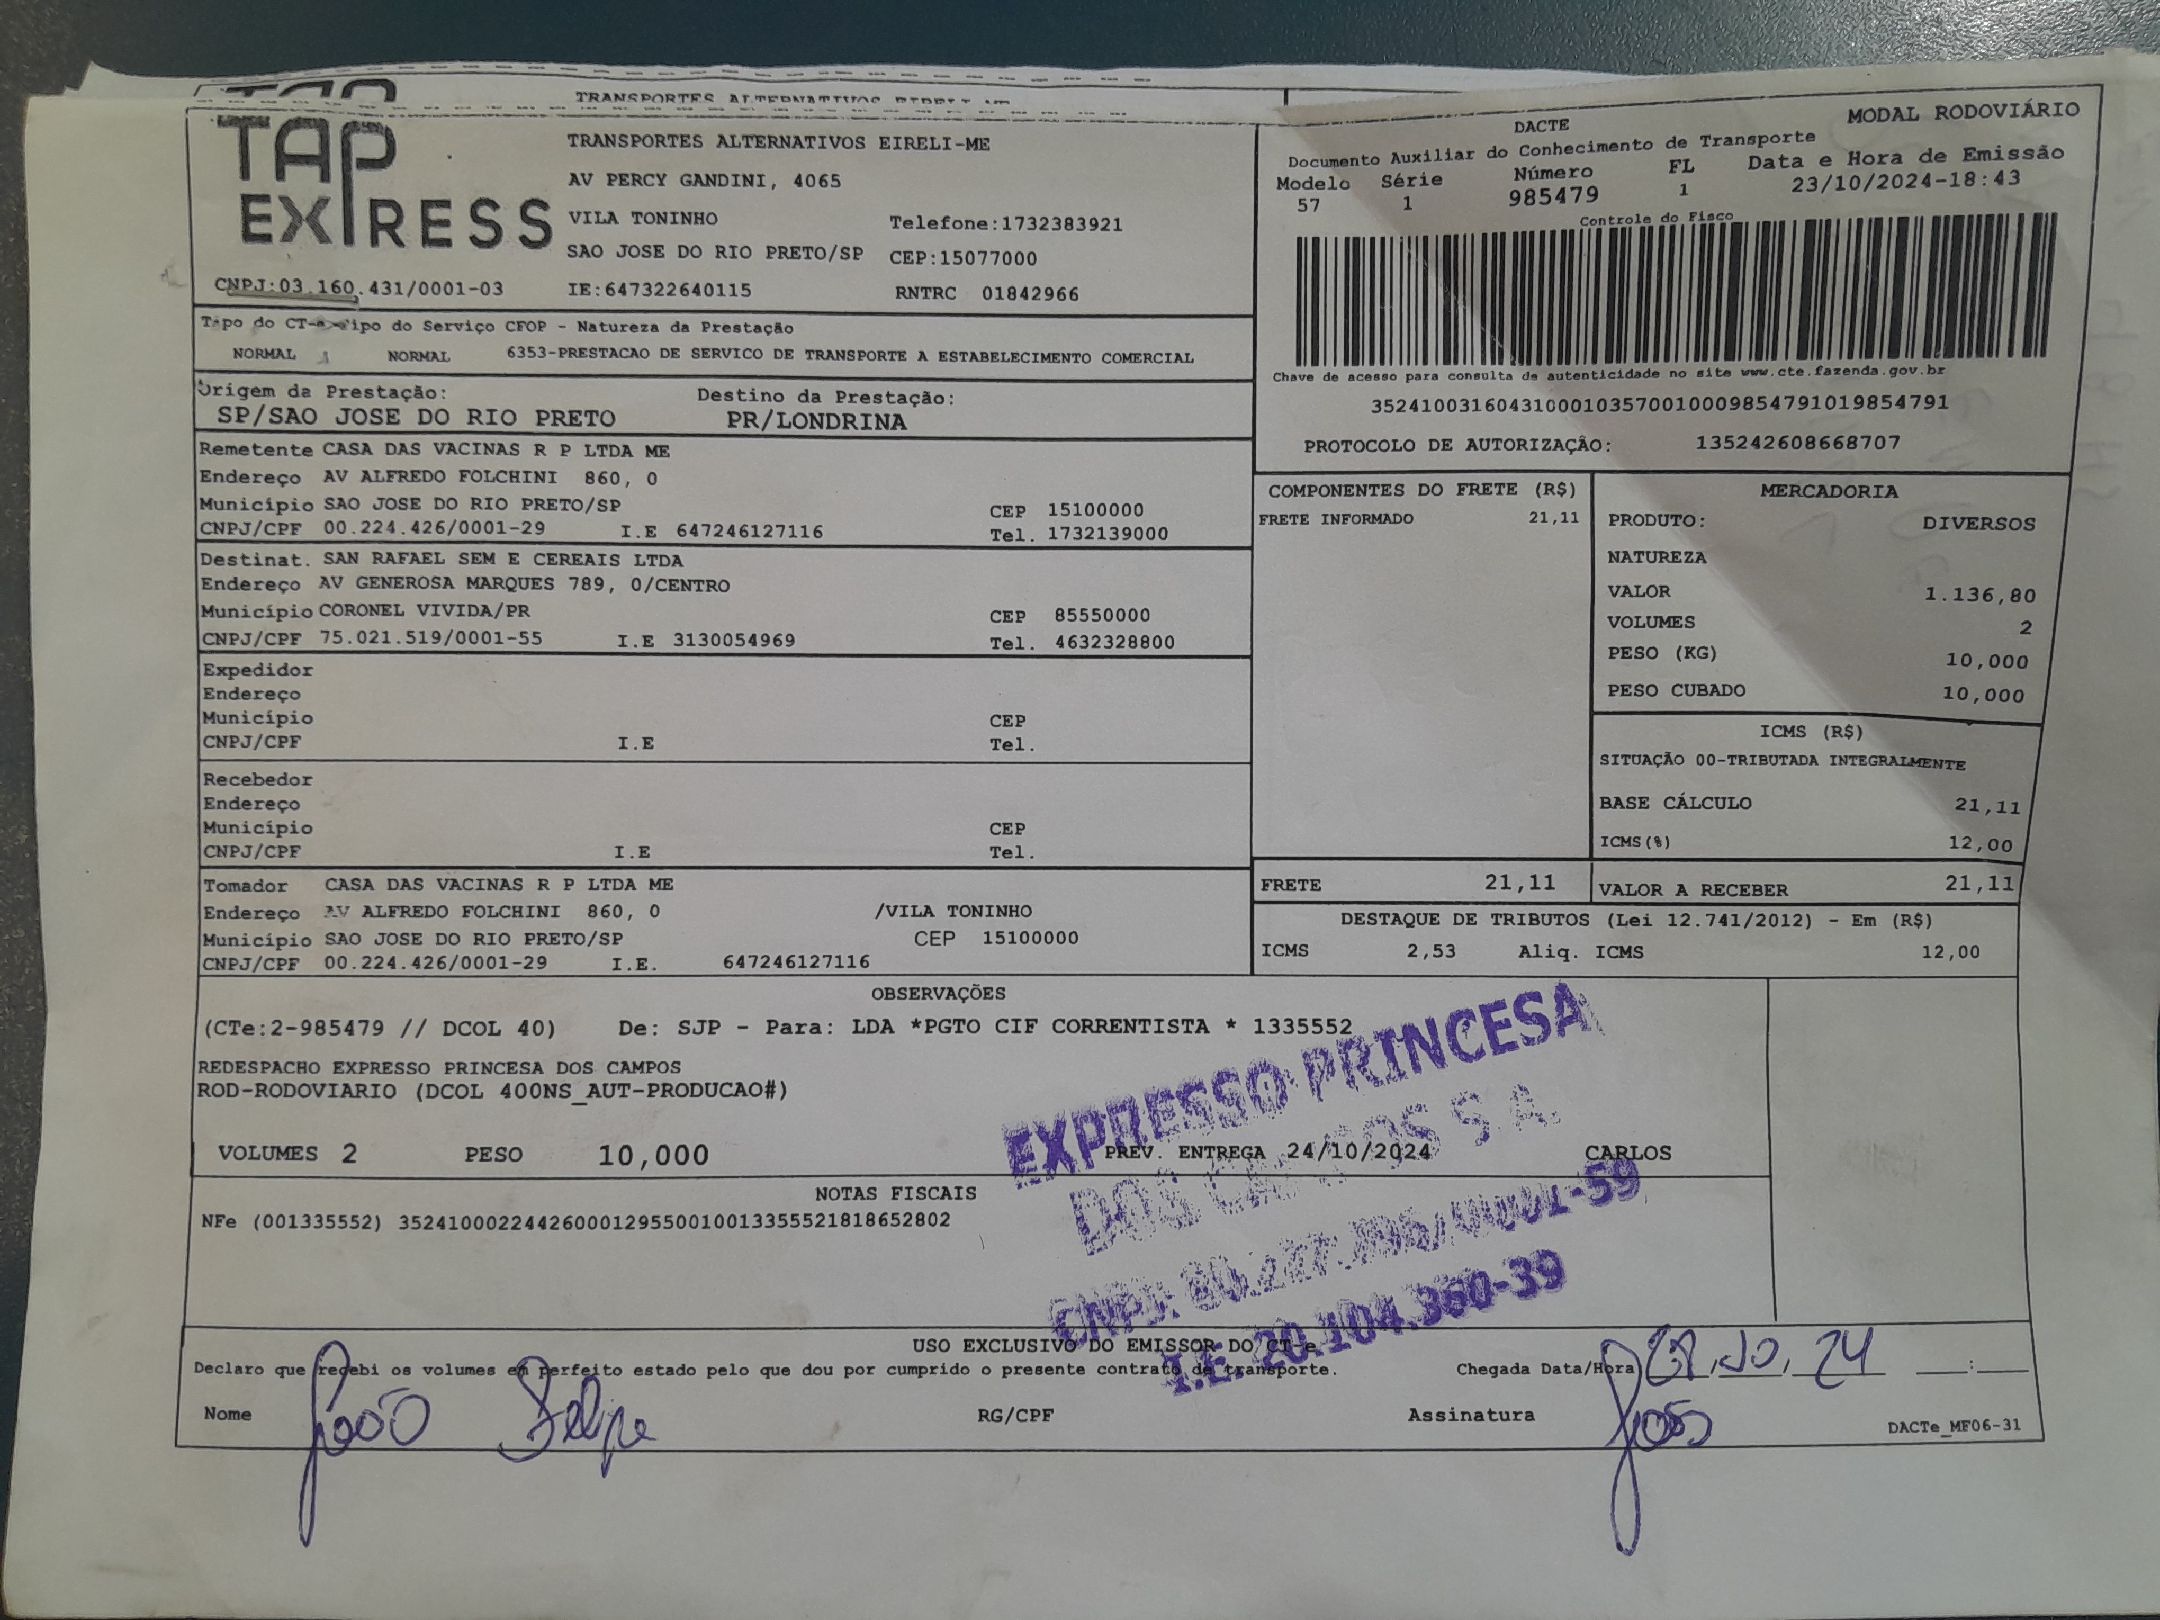 TRANSPORTES ALTERNATIVOS EIRELI-ME
TAP EXPRESS
TRANSPORTES ALTERNATIVOS EIRELI-ME
AV PERCY GANDINI, 4065
VILA TONINHO Telefone:1732383921
SAO JOSE DO RIO PRETO/SP CEP:15077000
CNPJ:03.160.431/0001-03 IE:647322640115 RNTRC 01842966
MODAL RODOVIÁRIO
DACTE
Documento Auxiliar do Conhecimento de Transporte
Modelo Série Número FL Data e Hora de Emissão
57 1 985479 1 23/10/2024-18:43
Controle do Fisco
Chave de acesso para consulta de autenticidade no site www.cte.fazenda.gov.br
35241003160431000103570010009854791019854791
PROTOCOLO DE AUTORIZAÇÃO: 135242608668707
Tipo do CT-e Tipo do Serviço CFOP - Natureza da Prestação
NORMAL NORMAL 6353-PRESTACAO DE SERVICO DE TRANSPORTE A ESTABELECIMENTO COMERCIAL
Origem da Prestação: Destino da Prestação:
SP/SAO JOSE DO RIO PRETO PR/LONDRINA
Remetente CASA DAS VACINAS R P LTDA ME
Endereço AV ALFREDO FOLCHINI 860, 0
Município SAO JOSE DO RIO PRETO/SP CEP 15100000
CNPJ/CPF 00.224.426/0001-29 I.E 647246127116 Tel. 1732139000
Destinat. SAN RAFAEL SEM E CEREAIS LTDA
Endereço AV GENEROSA MARQUES 789, 0/CENTRO
Município CORONEL VIVIDA/PR CEP 85550000
CNPJ/CPF 75.021.519/0001-55 I.E 3130054969 Tel. 4632328800
Expedidor
Endereço
Município CEP
CNPJ/CPF I.E Tel.
Recebedor
Endereço
Município CEP
CNPJ/CPF I.E Tel.
Tomador CASA DAS VACINAS R P LTDA ME
Endereço AV ALFREDO FOLCHINI 860, 0 /VILA TONINHO
Município SAO JOSE DO RIO PRETO/SP CEP 15100000
CNPJ/CPF 00.224.426/0001-29 I.E. 647246127116
COMPONENTES DO FRETE (R$)
FRETE INFORMADO 21,11
MERCADORIA
PRODUTO: DIVERSOS
NATUREZA
VALOR 1.136,80
VOLUMES 2
PESO (KG) 10,000
PESO CUBADO 10,000
ICMS (R$)
SITUAÇÃO 00-TRIBUTADA INTEGRALMENTE
BASE CÁLCULO 21,11
ICMS(%) 12,00
FRETE 21,11 VALOR A RECEBER 21,11
DESTAQUE DE TRIBUTOS (Lei 12.741/2012) - Em (R$)
ICMS 2,53 Aliq. ICMS 12,00
OBSERVAÇÕES
(CTe:2-985479 // DCOL 40) De: SJP - Para: LDA *PGTO CIF CORRENTISTA * 1335552
REDESPACHO EXPRESSO PRINCESA DOS CAMPOS
ROD-RODOVIARIO (DCOL 400NS_AUT-PRODUCAO#)
VOLUMES 2 PESO 10,000 PREV. ENTREGA 24/10/2024 CARLOS
EXPRESSO PRINCESA
DOS CAMPOS S.A.
I.E. 20.104.360-39
NOTAS FISCAIS
NFe (001335552) 35241000224426000129550010013355521818652802
USO EXCLUSIVO DO EMISSOR DO CT-e
Declaro que recebi os volumes em perfeito estado pelo que dou por cumprido o presente contrato de transporte. Chegada Data/Hora
Nome João Felipe RG/CPF Assinatura João
DACTe_MF06-31